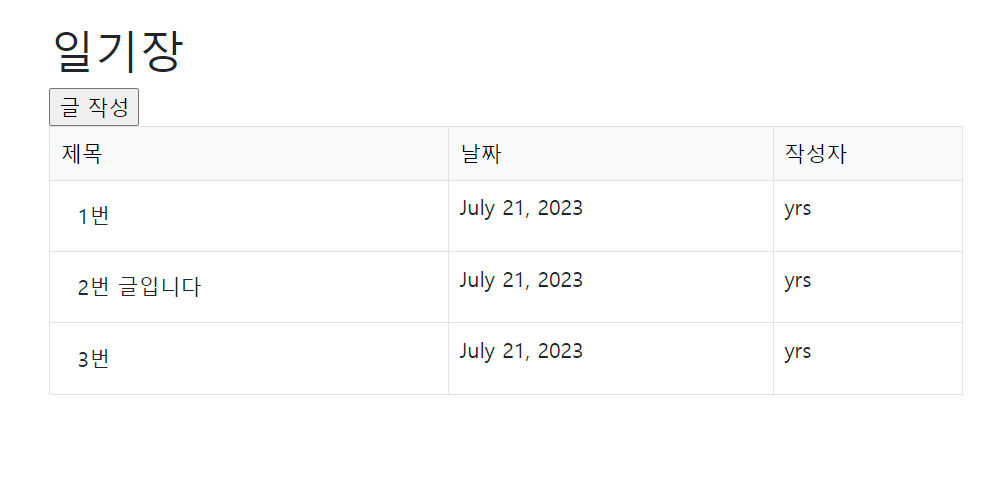 일기장
글 작성
제목 날짜 작성자
1번 July 21, 2023 yrs
2번 글입니다 July 21, 2023 yrs
3번 July 21, 2023 yrs